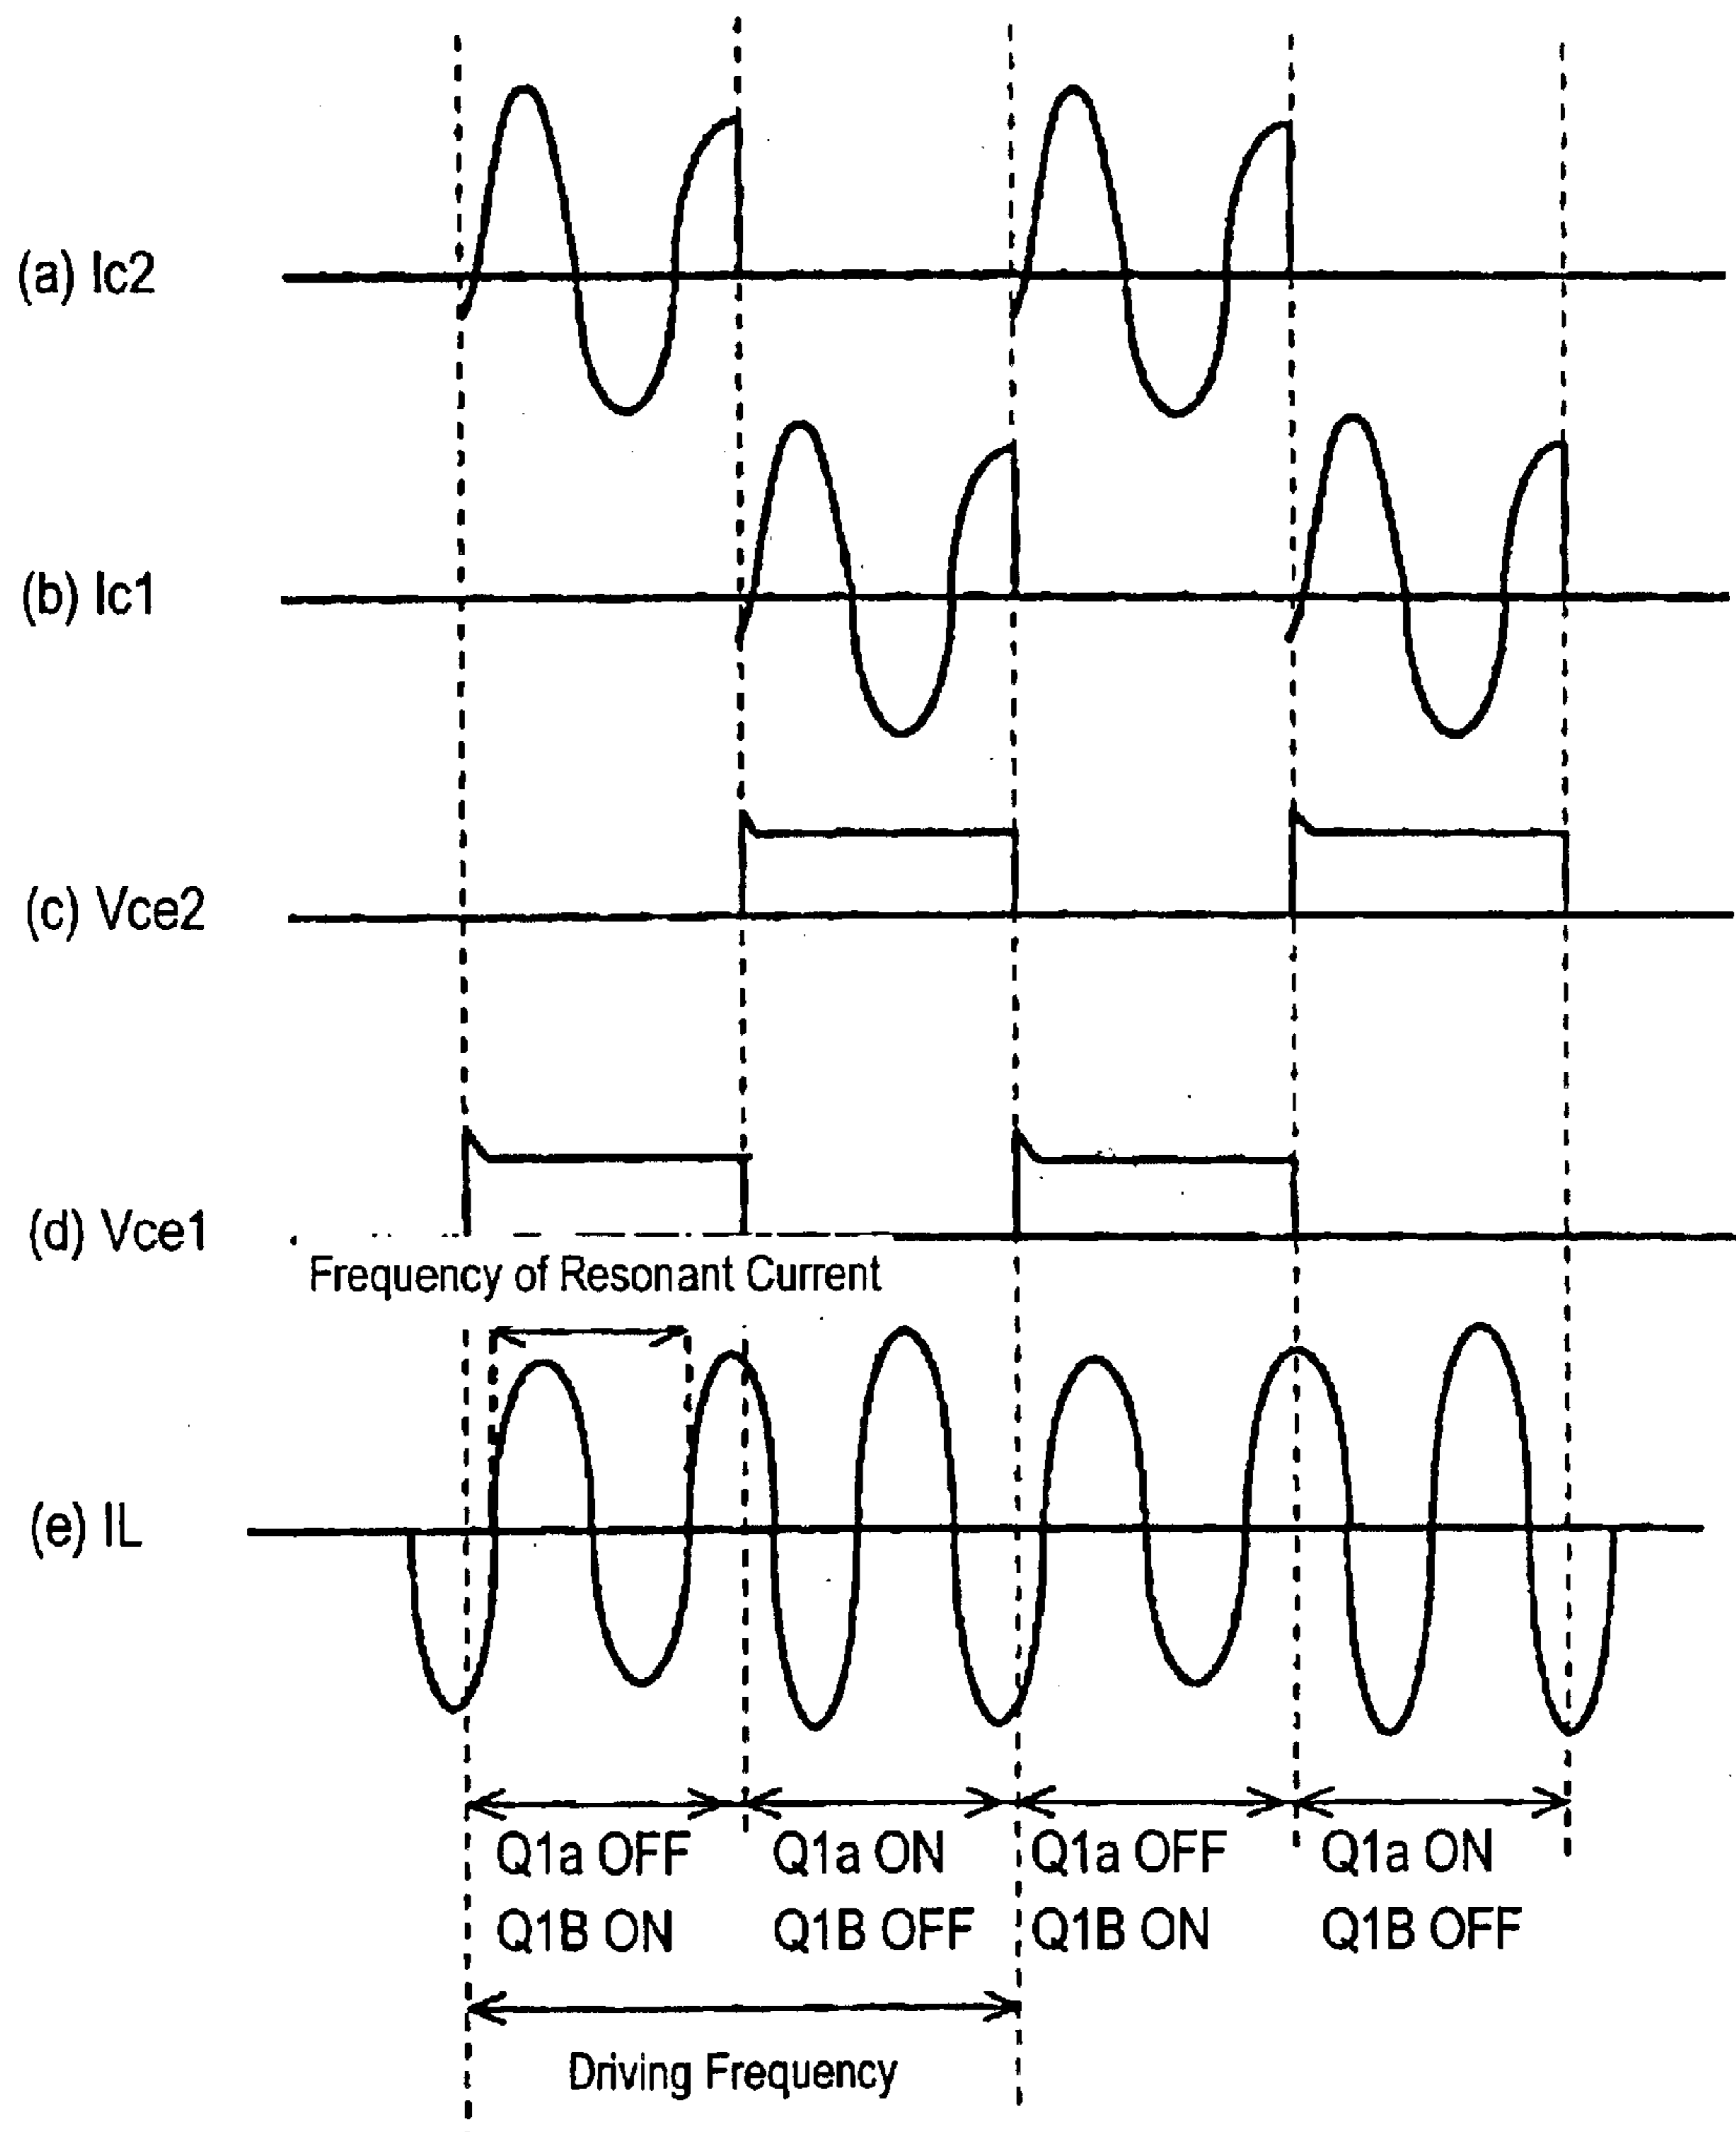 (a) Ic2
(b) Ic1
(c) Vce2
(d) Vce1
Frequency of Resonant Current
(e) IL
Q1a OFF Q1a ON Q1a OFF Q1a ON
Q1B ON Q1B OFF Q1B ON Q1B OFF
Driving Frequency